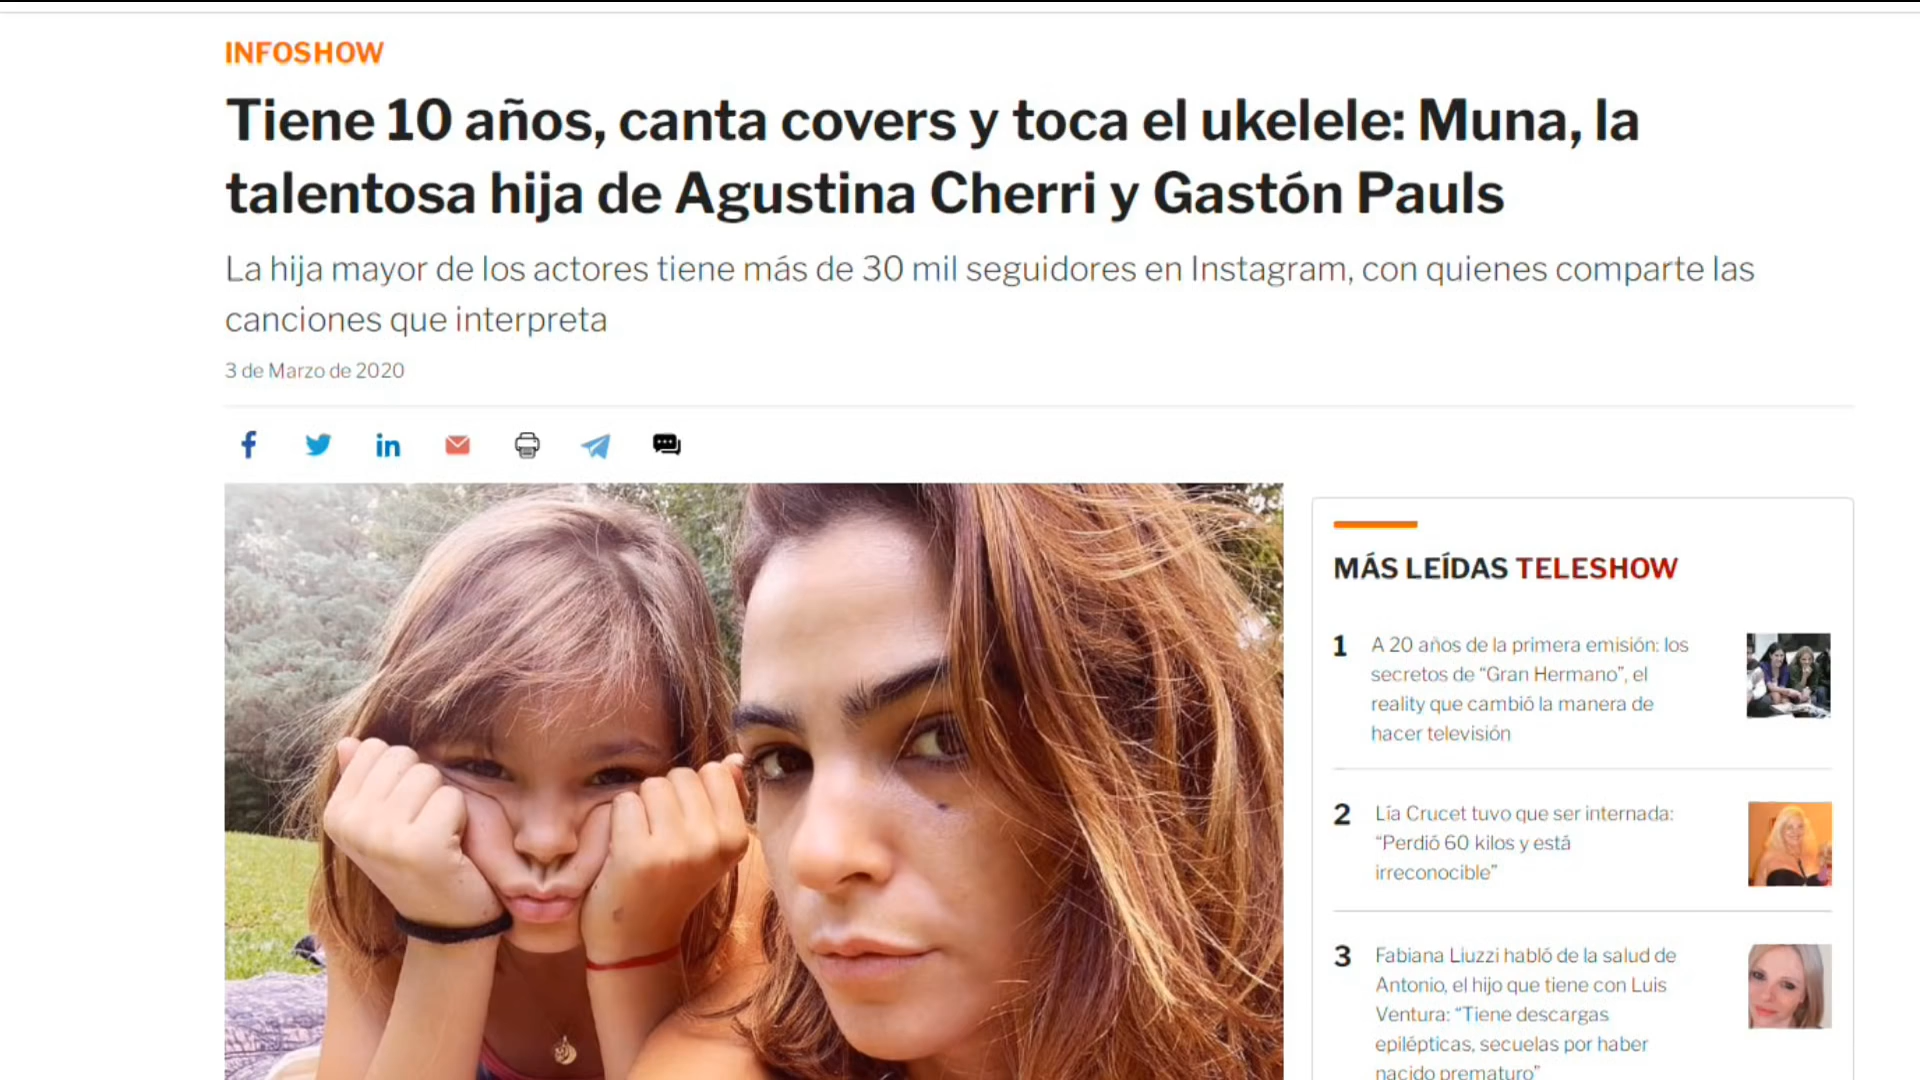 INFOSHOW
Tiene 10 años, canta covers y toca el ukelele: Muna, la
talentosa hija de Agustina Cherri y Gastón Pauls
La hija mayor de los actores tiene más de 30 mil seguidores en Instagram, con quienes comparte las
canciones que interpreta
3 de Marzo de 2020
MÁS LEÍDAS TELESHOW
1
A 20 años de la primera emisión: los
secretos de “Gran Hermano”, el
reality que cambió la manera de
hacer televisión
2
Lía Crucet tuvo que ser internada:
“Perdió 60 kilos y está
irreconocible”
3
Fabiana Liuzzi habló de la salud de
Antonio, el hijo que tiene con Luis
Ventura: “Tiene descargas
epilépticas, secuelas por haber
nacido prematuro”